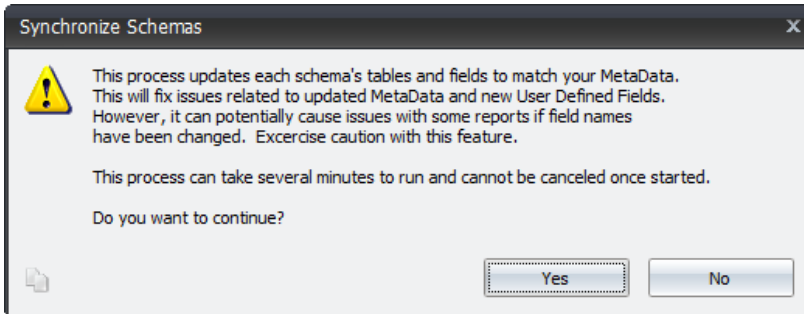 Synchronize Schemas
This process updates each schema's tables and fields to match your MetaData.
This will fix issues related to updated MetaData and new User Defined Fields.
However, it can potentially cause issues with some reports if field names
have been changed.  Excercise caution with this feature.
This process can take several minutes to run and cannot be canceled once started.
Do you want to continue?
Yes
No